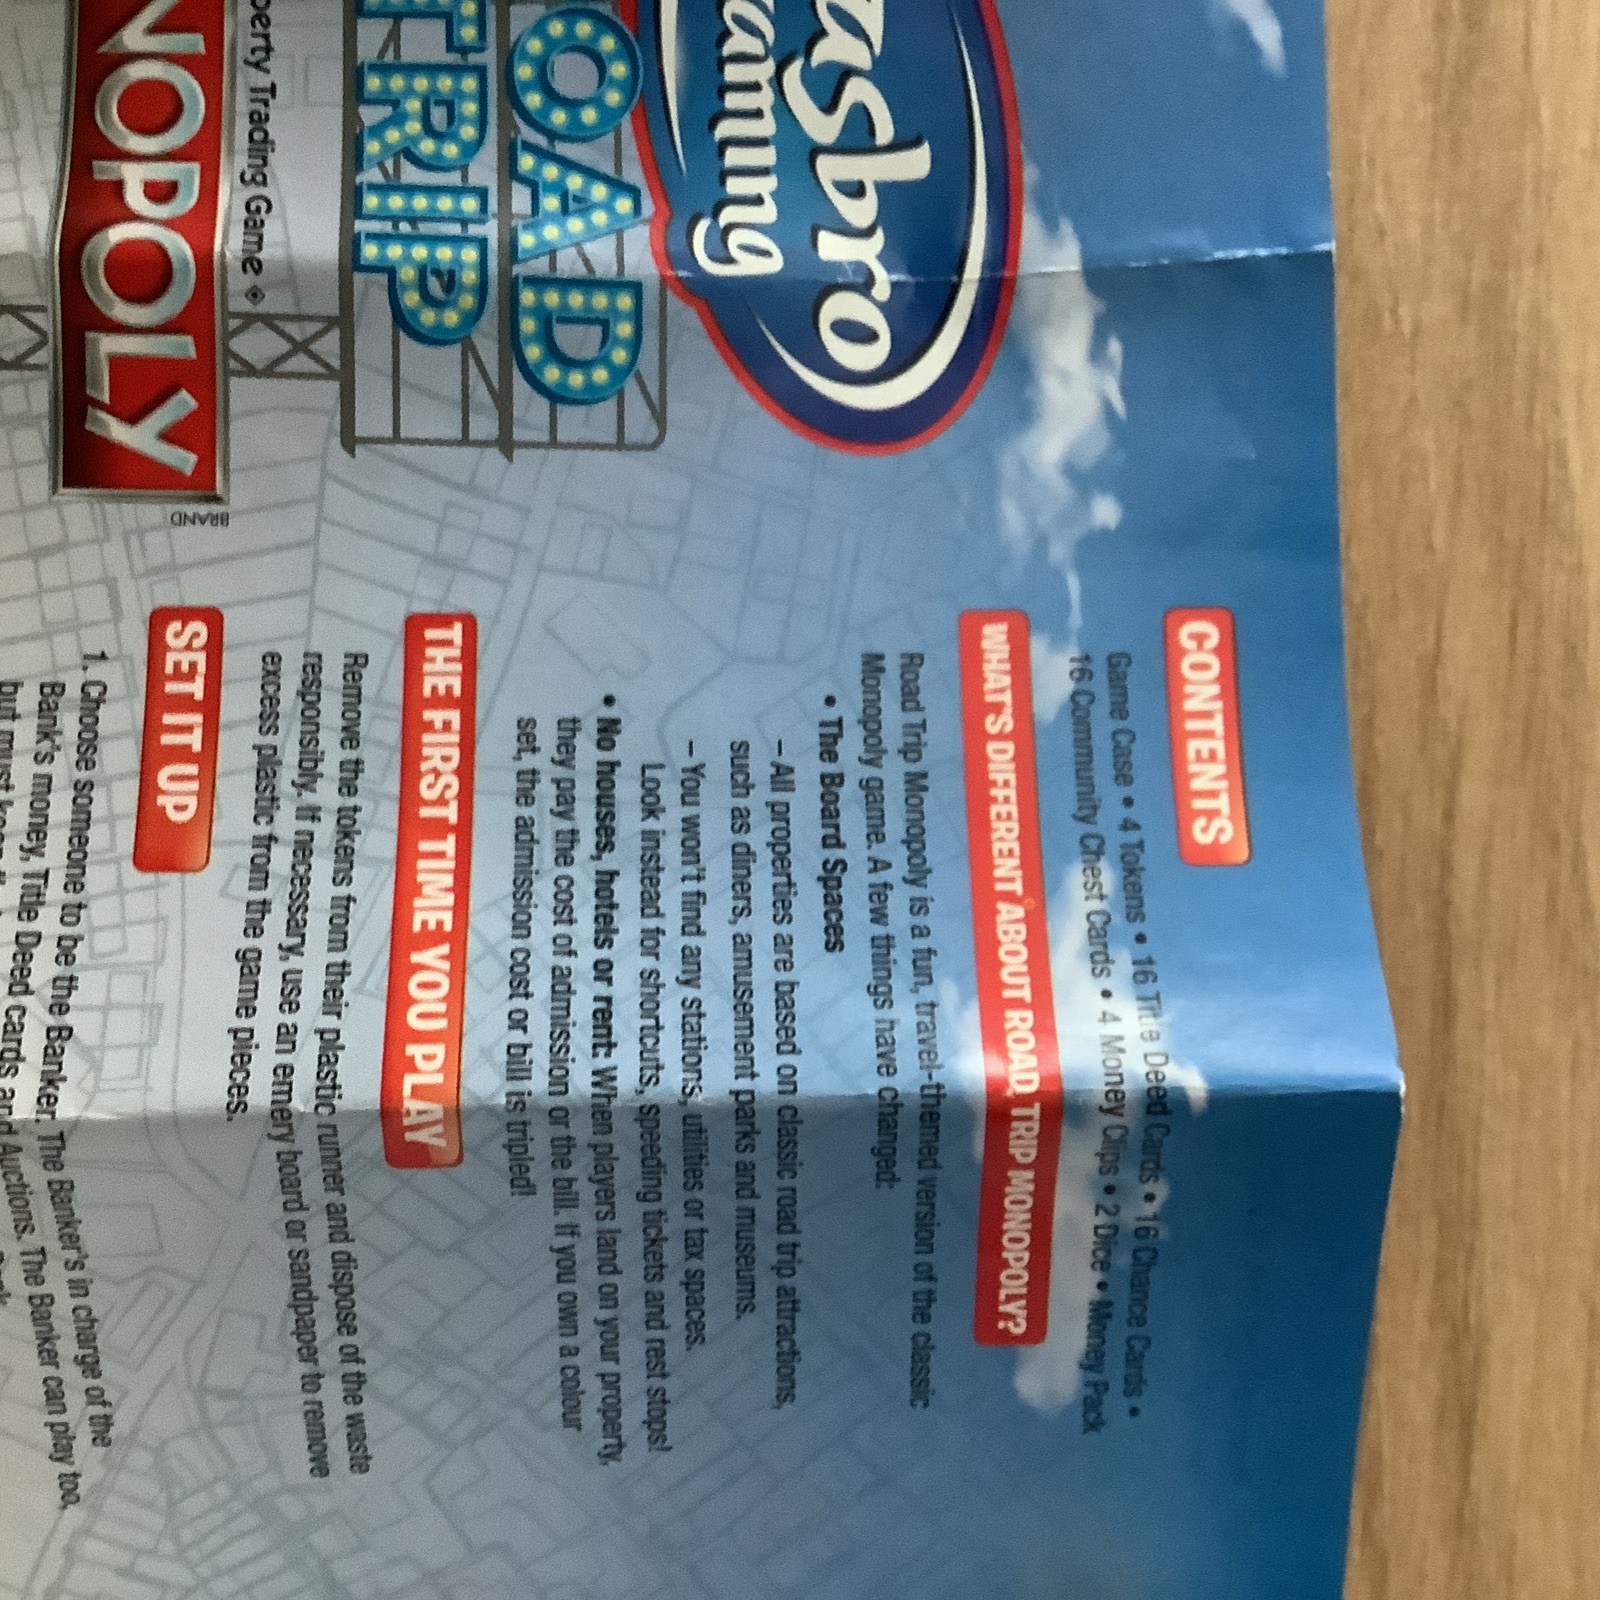 asbro
aming
OAD
TRIP
perty Trading Game
NOPOLY
BRAND
CONTENTS
Game Case • 4 Tokens • 16 Title Deed Cards • 16 Chance Cards •
16 Community Chest Cards • 4 Money Clips • 2 Dice • Money Pack
WHAT'S DIFFERENT ABOUT ROAD TRIP MONOPOLY?
Road Trip Monopoly is a fun, travel-themed version of the classic
Monopoly game. A few things have changed:
• The Board Spaces
– All properties are based on classic road trip attractions,
such as diners, amusement parks and museums.
– You won't find any stations, utilities or tax spaces.
Look instead for shortcuts, speeding tickets and rest stops!
• No houses, hotels or rent: When players land on your property,
they pay the cost of admission or the bill. If you own a colour
set, the admission cost or bill is tripled!
THE FIRST TIME YOU PLAY
Remove the tokens from their plastic runner and dispose of the waste
responsibly. If necessary, use an emery board or sandpaper to remove
excess plastic from the game pieces.
SET IT UP
1. Choose someone to be the Banker. The Banker's in charge of the
Bank's money, Title Deed cards and Auctions. The Banker can play too,
but must